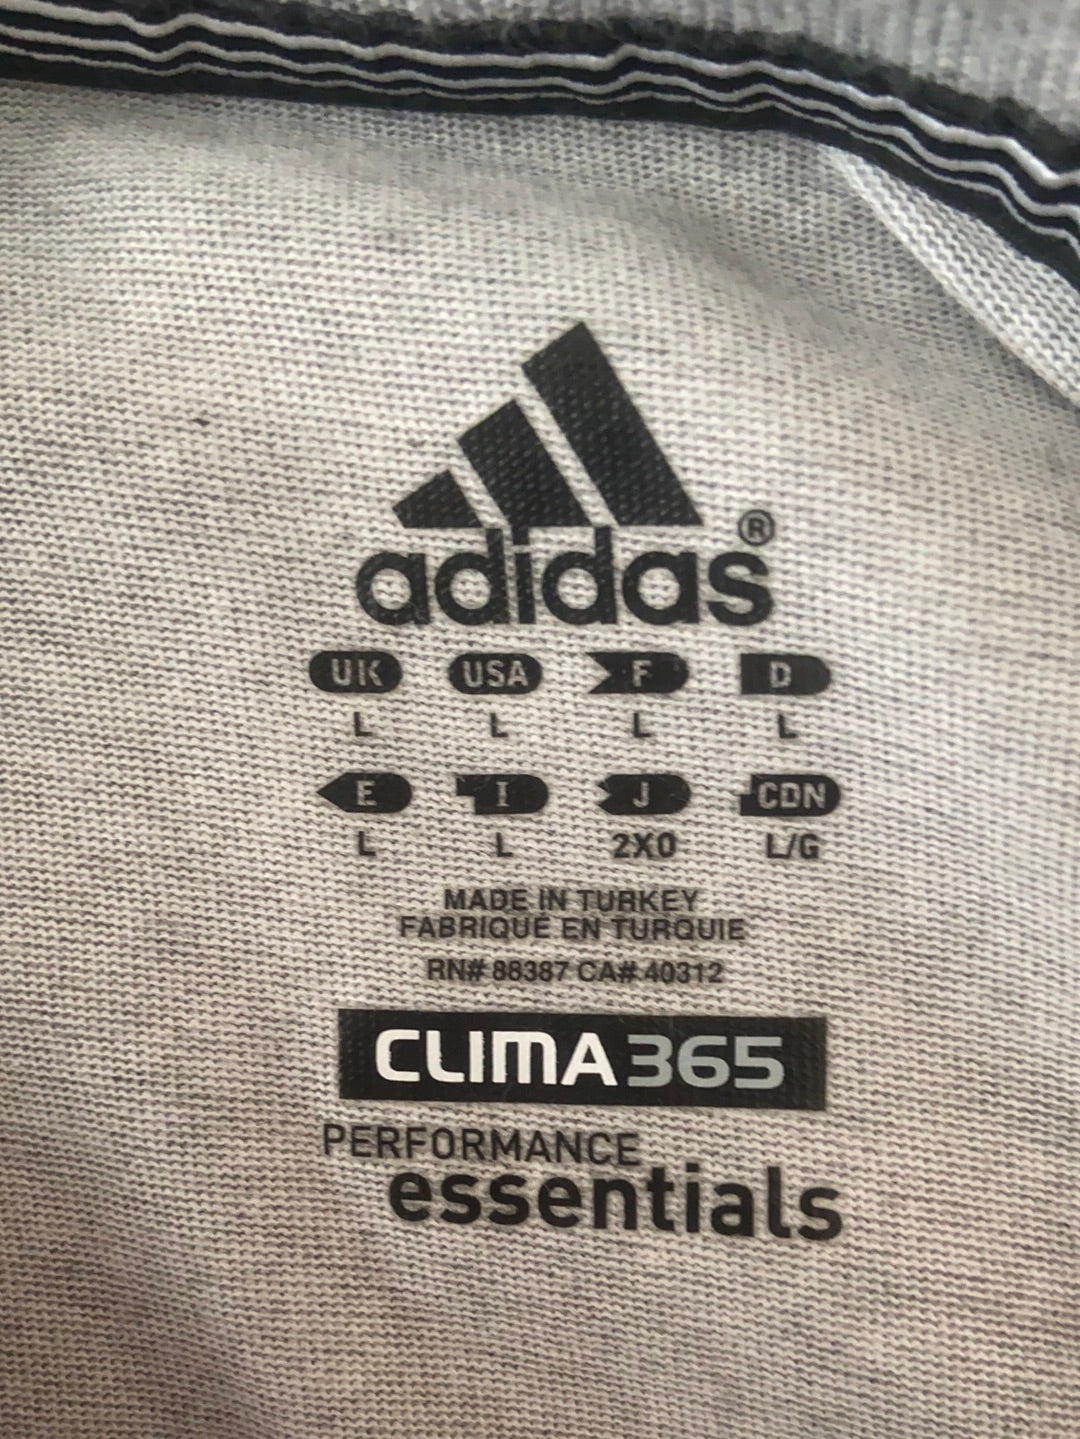 adidas®
UK USA F D
L L L L
E I J CDN
L L 2XO L/G
MADE IN TURKEY
FABRIQUÉ EN TURQUIE
RN# 88387 CA# 40312
CLIMA365
PERFORMANCE
essentials